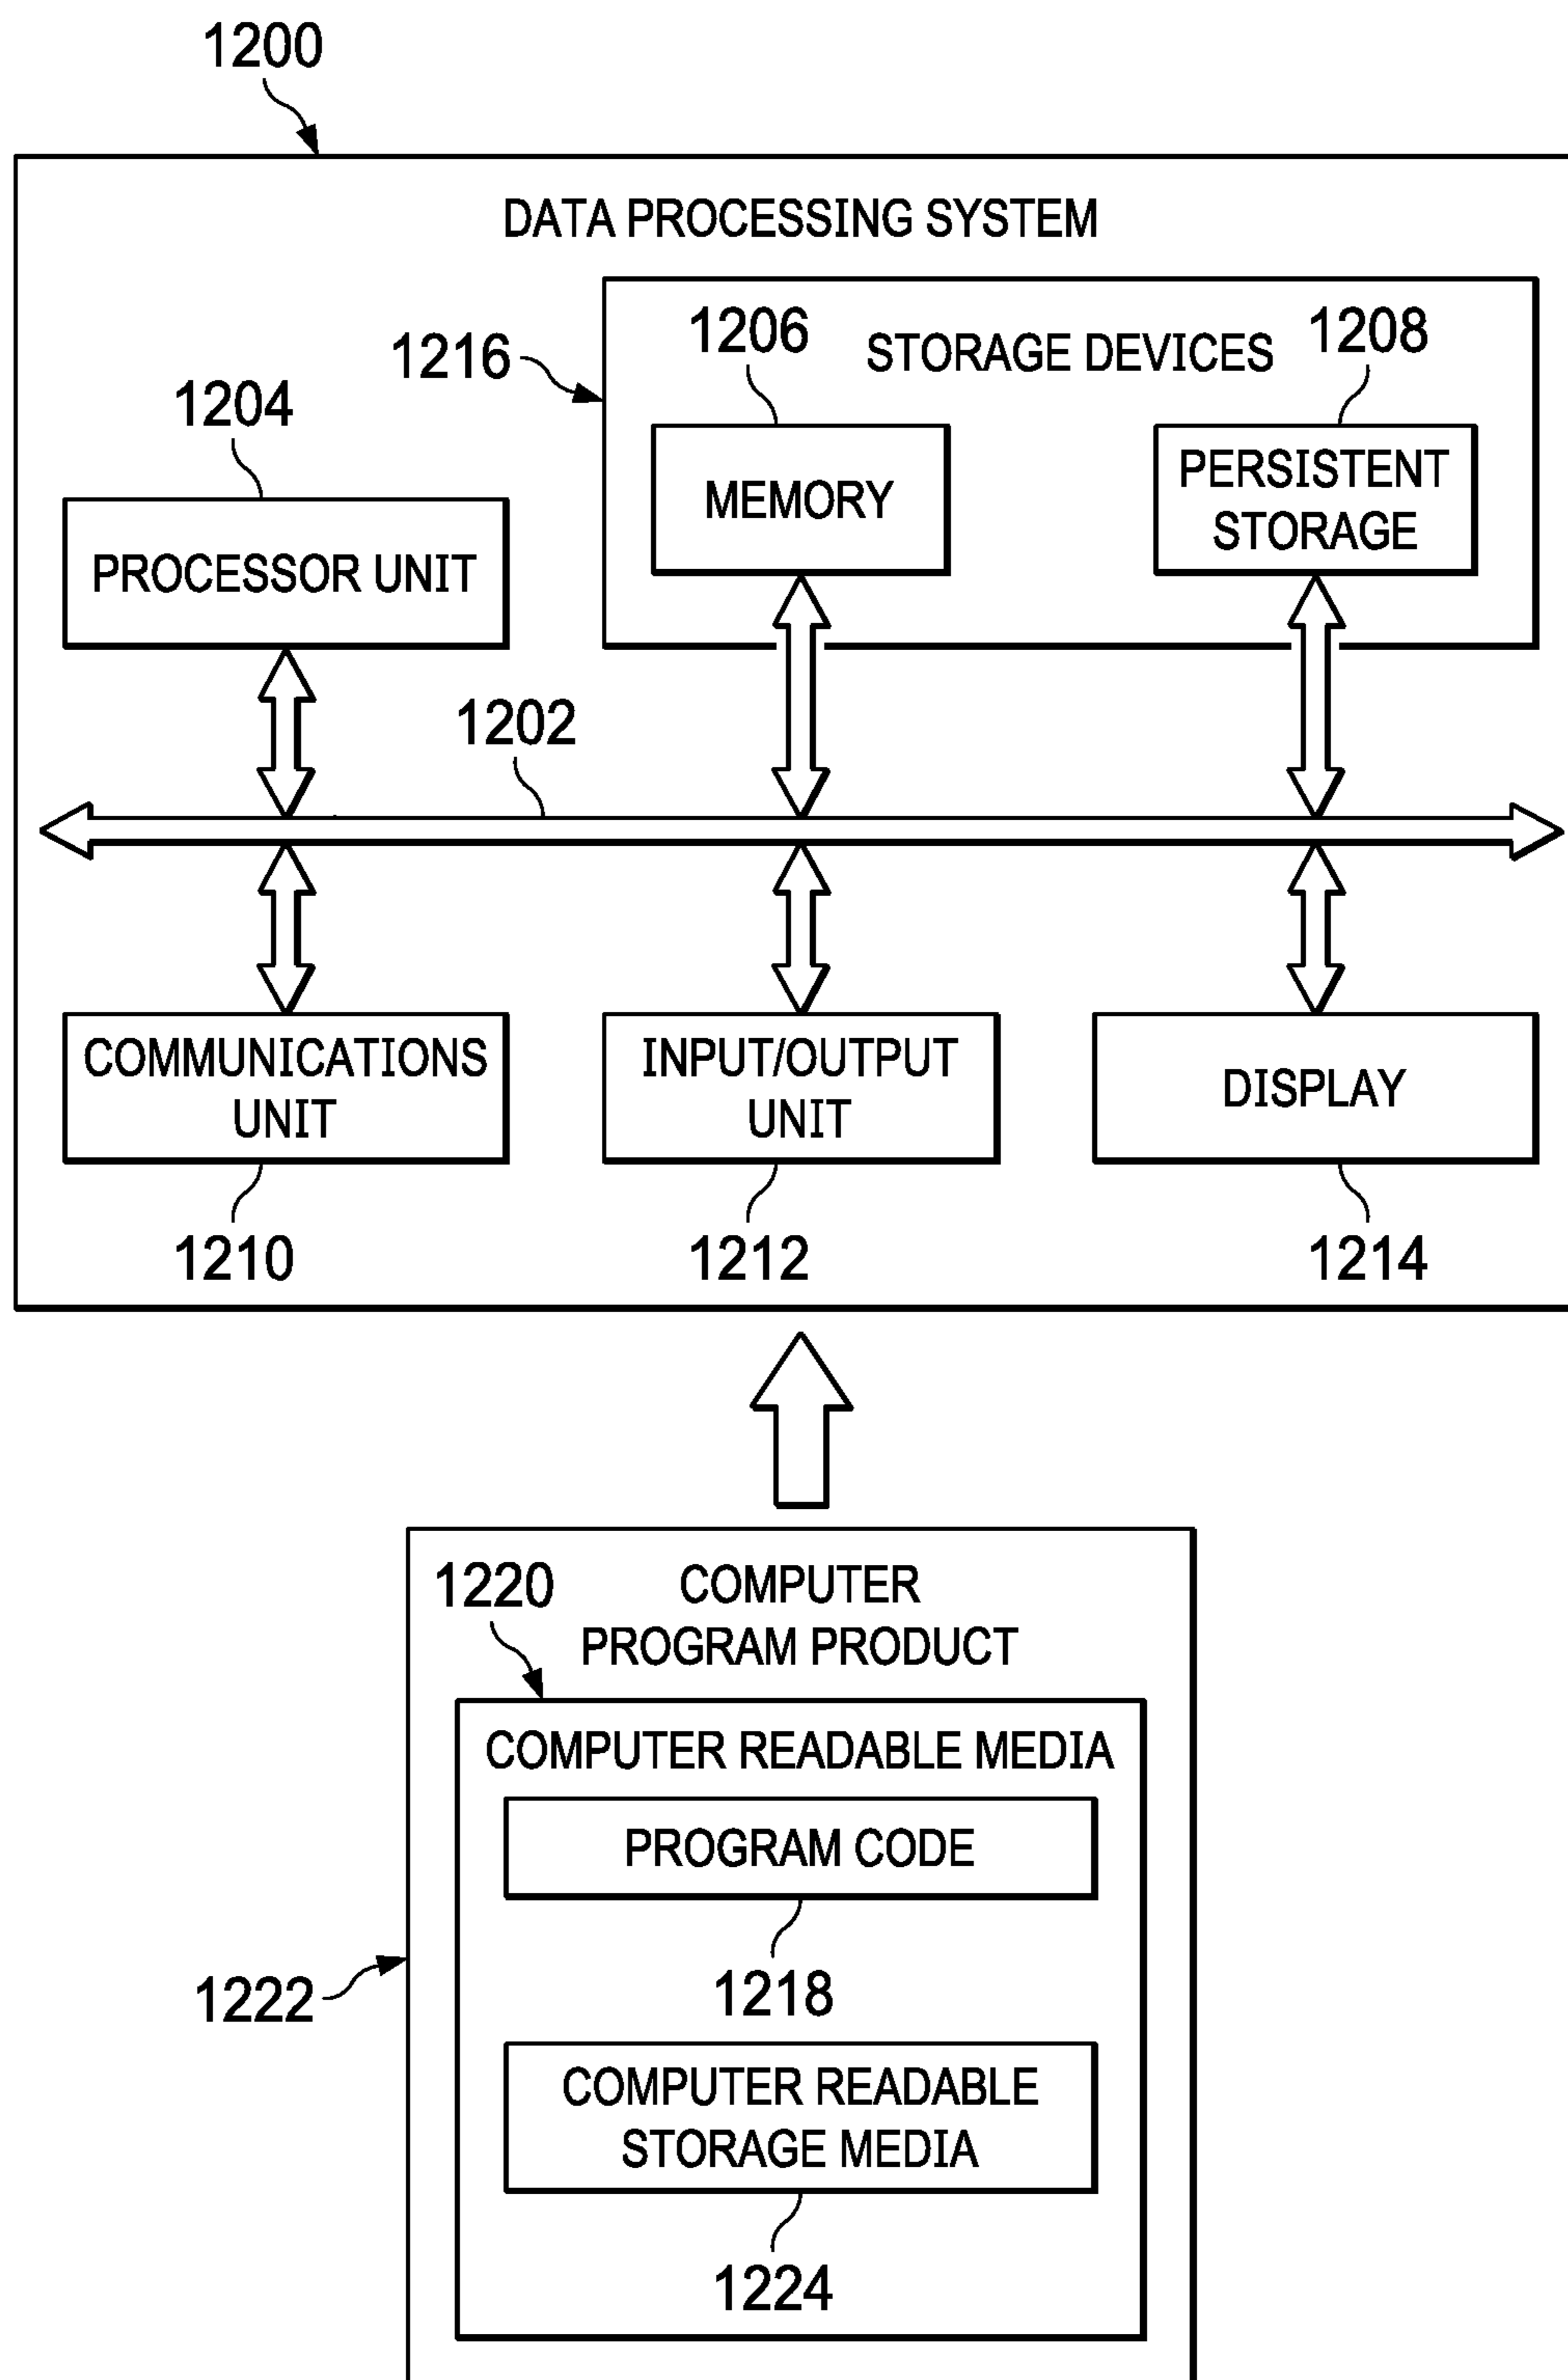 1200
DATA PROCESSING SYSTEM
1216
1206
STORAGE DEVICES
1208
1204
MEMORY
PERSISTENT
STORAGE
PROCESSOR UNIT
1202
COMMUNICATIONS
UNIT
INPUT/OUTPUT
UNIT
DISPLAY
1210
1212
1214
1220
COMPUTER
PROGRAM PRODUCT
COMPUTER READABLE MEDIA
PROGRAM CODE
1222
1218
COMPUTER READABLE
STORAGE MEDIA
1224